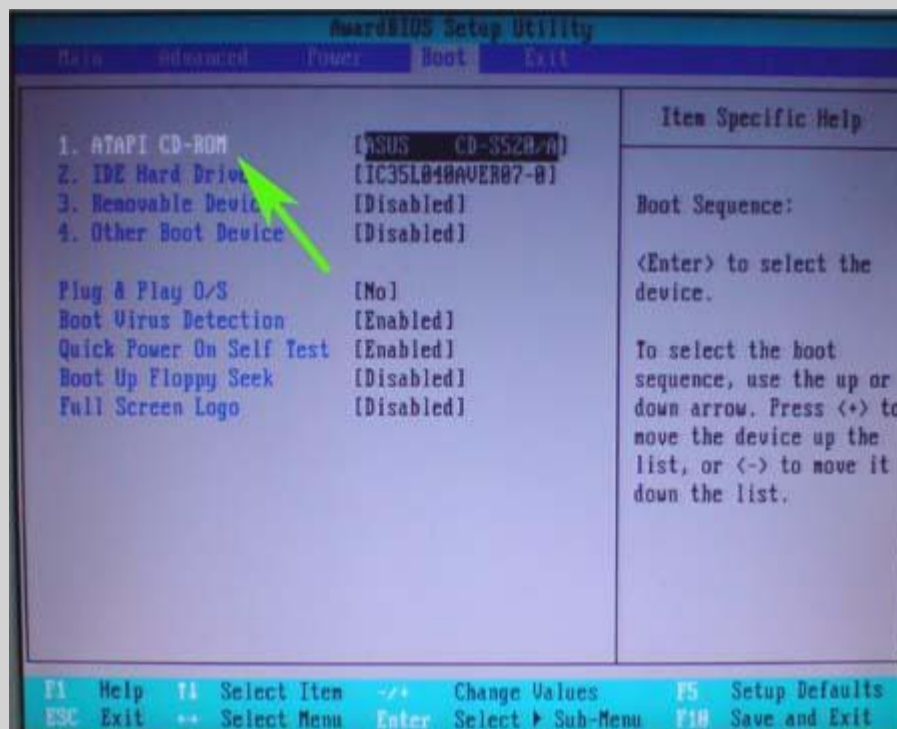 AwardBIOS Setup Utility
Main Advanced Power Boot Exit
Item Specific Help
1. ATAPI CD-ROM [ASUS CD-S520/A]
2. IDE Hard Drive [IC35L040AVER07-0]
3. Removable Device [Disabled]
4. Other Boot Device [Disabled]
Plug & Play O/S [No]
Boot Virus Detection [Enabled]
Quick Power On Self Test [Enabled]
Boot Up Floppy Seek [Disabled]
Full Screen Logo [Disabled]
Boot Sequence:
<Enter> to select the
device.
To select the boot
sequence, use the up or
down arrow. Press <+> to
move the device up the
list, or <-> to move it
down the list.
F1 Help ↑↓ Select Item -/+ Change Values F5 Setup Defaults
ESC Exit ↔ Select Menu Enter Select ▶ Sub-Menu F10 Save and Exit